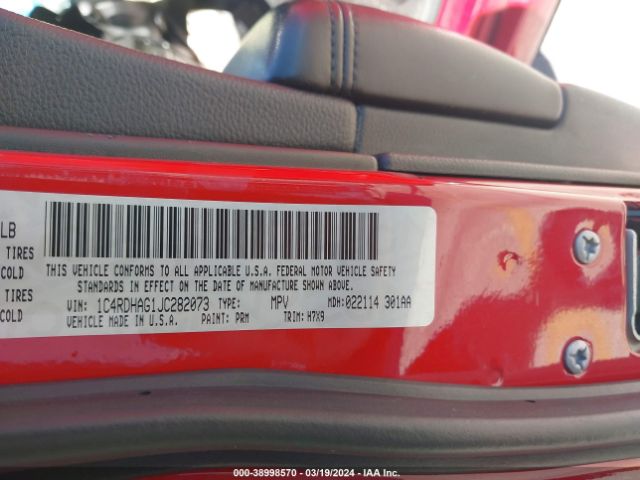 LB
TIRES
COLD
TIRES
COLD
THIS VEHICLE CONFORMS TO ALL APPLICABLE U.S.A. FEDERAL MOTOR VEHICLE SAFETY
STANDARDS IN EFFECT ON THE DATE OF MANUFACTURE SHOWN ABOVE.
VIN: 1C4RDHAG1JC282073 TYPE: MPV MDH:022114 301AA
VEHICLE MADE IN U.S.A. PAINT: PRM TRIM: H7X9
000-38998570 - 03/19/2024 - IAA Inc.